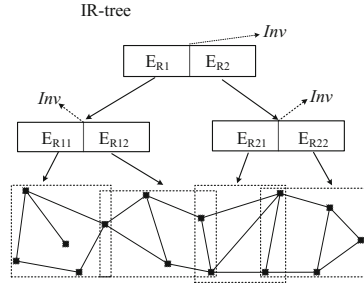 IR-tree
Inv
E_R1 E_R2
Inv
Inv
E_R11 E_R12
E_R21 E_R22